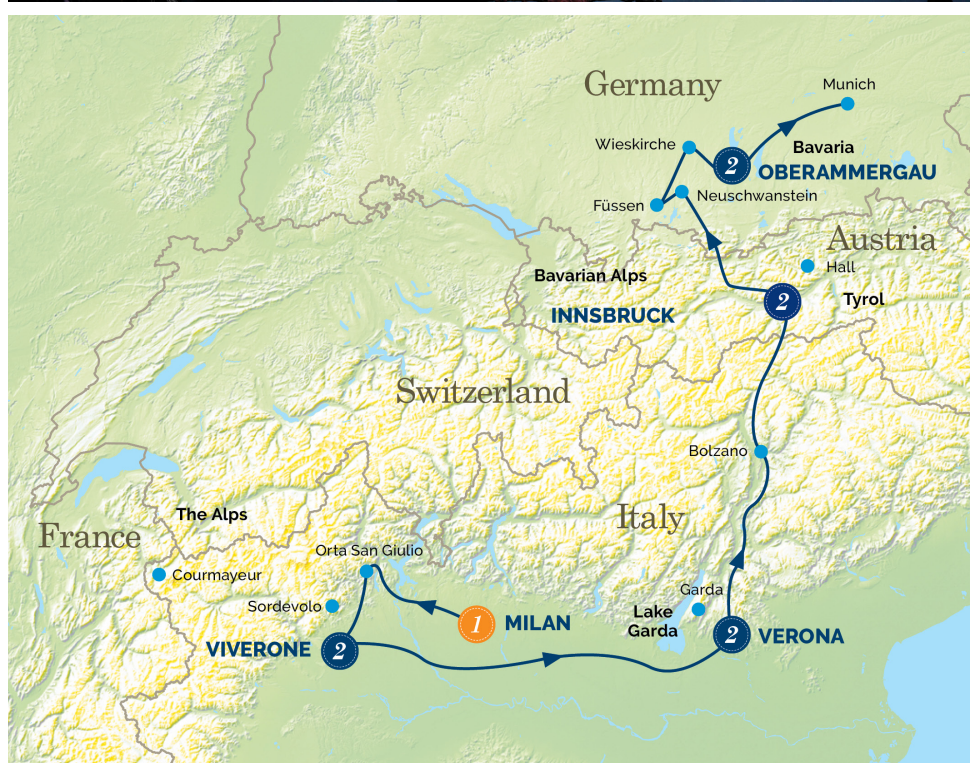 Germany
Munich
Wieskirche
Bavaria
2
OBERAMMERGAU
Neuschwanstein
Füssen
Austria
Hall
Bavarian Alps
2
Tyrol
INNSBRUCK
Switzerland
Bolzano
The Alps
Italy
France
Orta San Giulio
Courmayeur
Garda
Sordevolo
Lake
Garda
1
MILAN
2
VERONA
VIVERONE
2